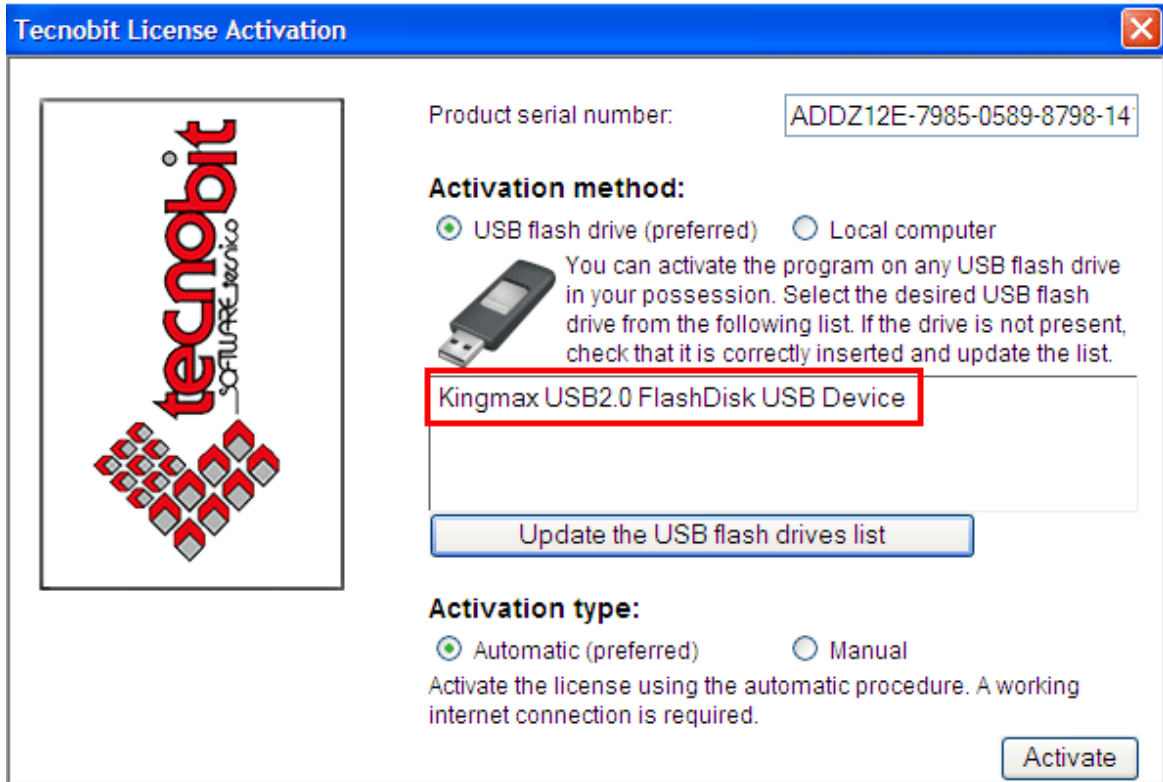 Tecnobit License Activation
tecnobit
SOFTWARE tecnico
Product serial number:
ADDZ12E-7985-0589-8798-14
Activation method:
USB flash drive (preferred) Local computer
You can activate the program on any USB flash drive
in your possession. Select the desired USB flash
drive from the following list. If the drive is not present,
check that it is correctly inserted and update the list.
Kingmax USB2.0 FlashDisk USB Device
Update the USB flash drives list
Activation type:
Automatic (preferred) Manual
Activate the license using the automatic procedure. A working
internet connection is required.
Activate